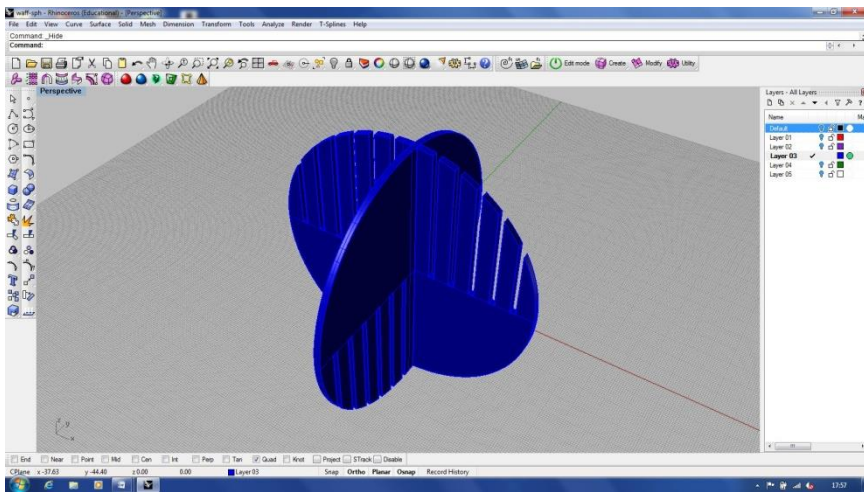 waff-sph - Rhinoceros (Educational) - [Perspective]
File Edit View Curve Surface Solid Mesh Dimension Transform Tools Analyze Render T-Splines Help
Command: _Hide
Command:
Edit mode Create Modify Utility
Perspective
Layers - All Layers
Name Ma
Default
Layer 01
Layer 02
Layer 03
Layer 04
Layer 05
z y
x
End Near Point Mid Cen Int Perp Tan Quad Knot Project STrack Disable
CPlane x -37.63 y -44.40 z 0.00 0.00 Layer 03 Snap Ortho Planar Osnap Record History
17:57